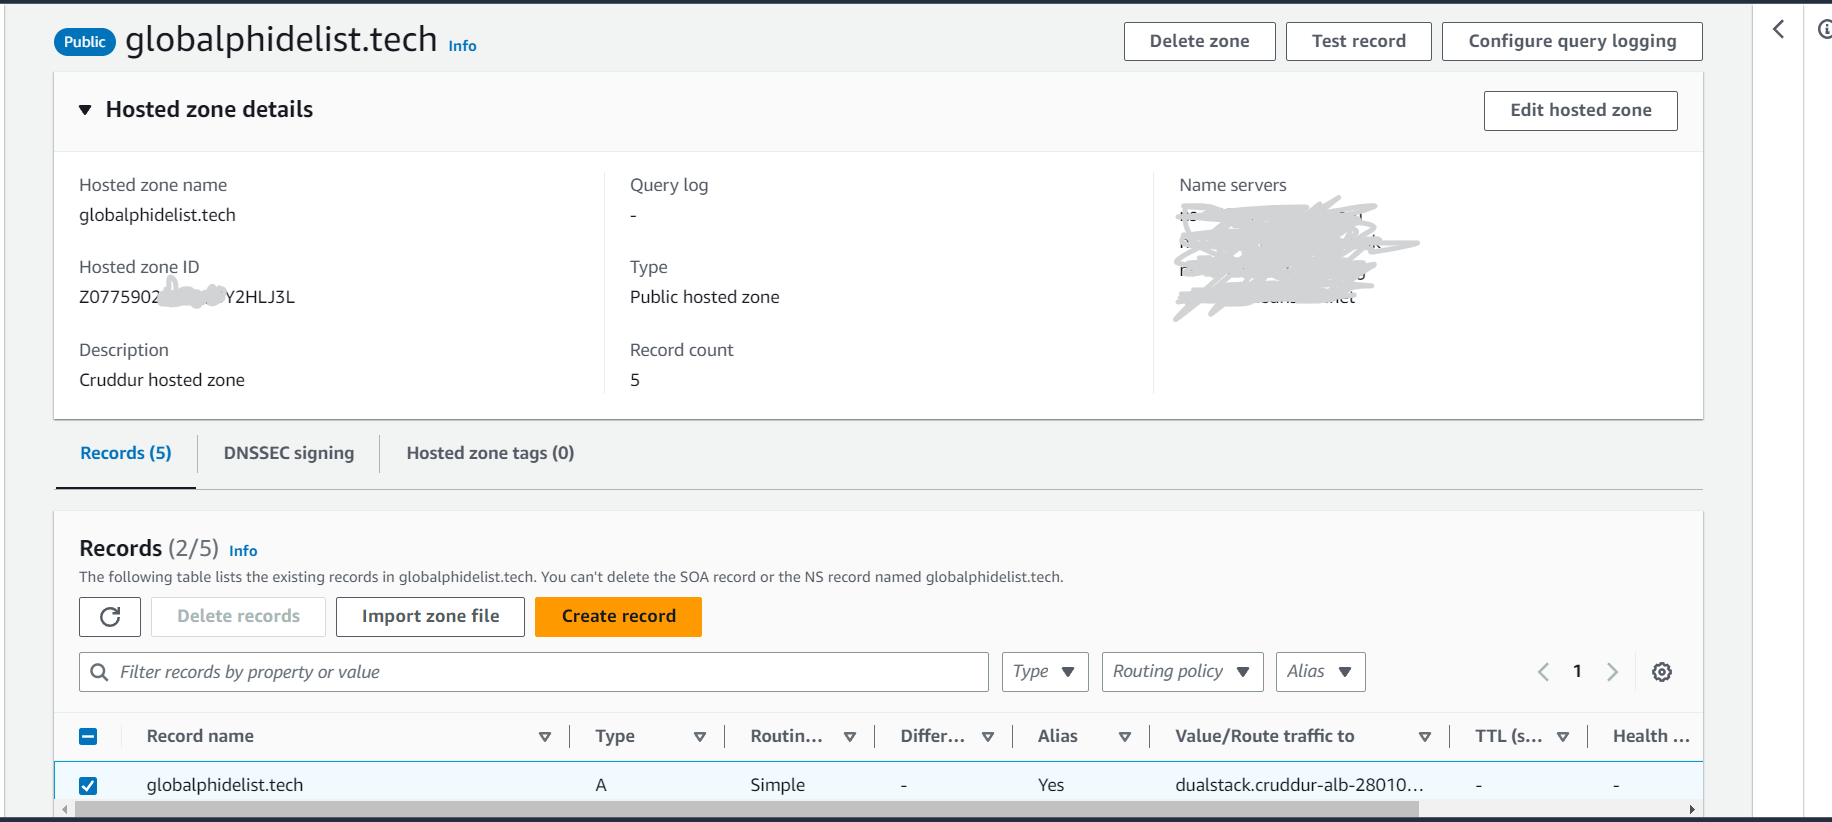 Public globalphidelist.tech Info
Delete zone Test record Configure query logging
Hosted zone details
Edit hosted zone
Hosted zone name
globalphidelist.tech
Hosted zone ID
Z0775902 Y2HLJ3L
Description
Cruddur hosted zone
Query log
-
Type
Public hosted zone
Record count
5
Name servers
Records (5) DNSSEC signing Hosted zone tags (0)
Records (2/5) Info
The following table lists the existing records in globalphidelist.tech. You can't delete the SOA record or the NS record named globalphidelist.tech.
Delete records Import zone file Create record
Filter records by property or value Type Routing policy Alias 1
Record name Type Routin... Differ... Alias Value/Route traffic to TTL (s... Health ...
globalphidelist.tech A Simple - Yes dualstack.cruddur-alb-28010... - -